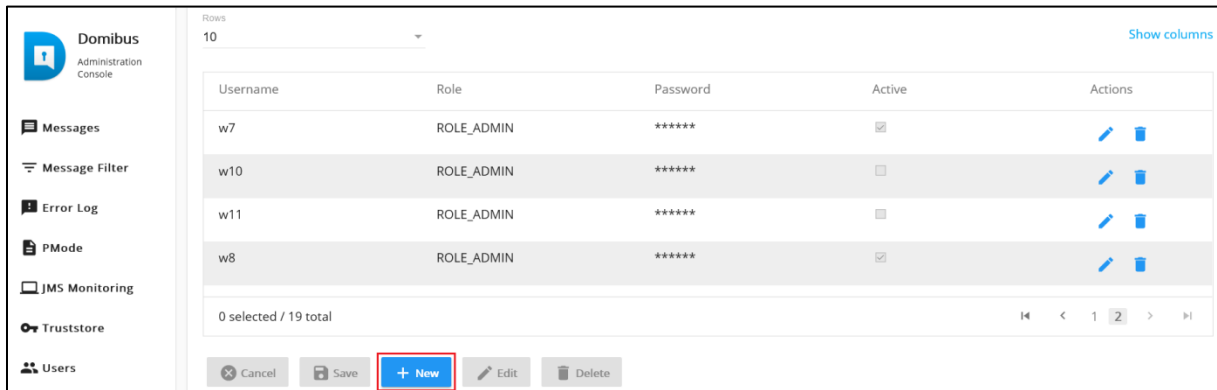 Domibus
Administration
Console
Messages
Message Filter
Error Log
PMode
JMS Monitoring
Truststore
Users
Rows
10
Show columns
Username Role Password Active Actions
w7 ROLE_ADMIN ******
w10 ROLE_ADMIN ******
w11 ROLE_ADMIN ******
w8 ROLE_ADMIN ******
0 selected / 19 total 1 2
Cancel Save + New Edit Delete